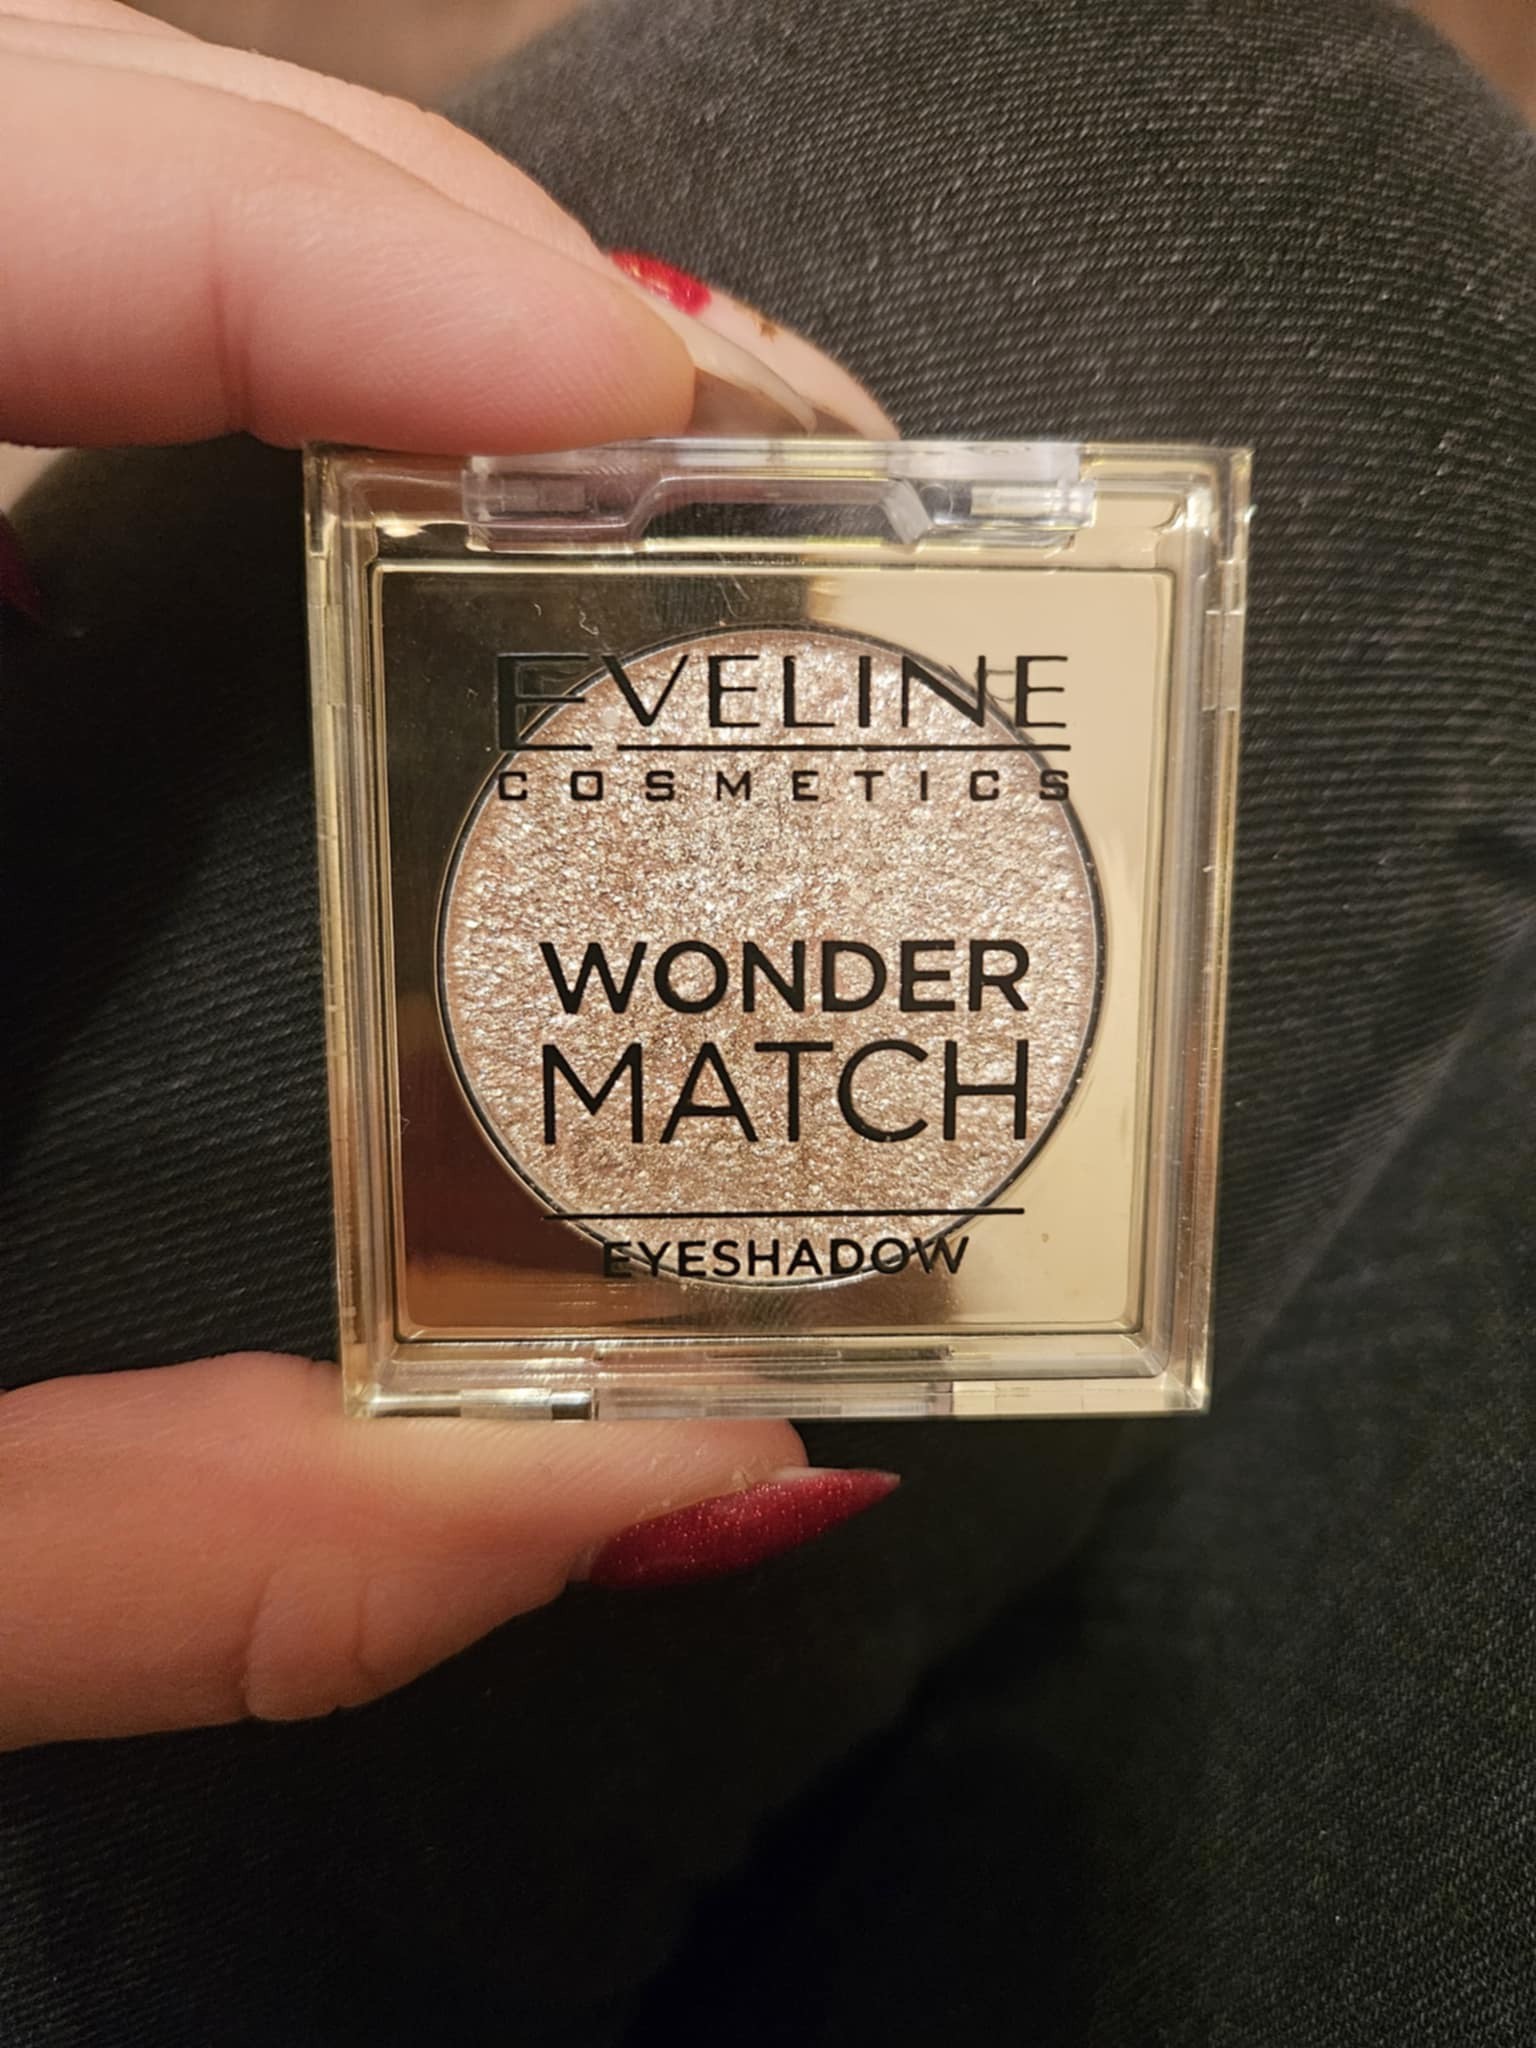 EVELINE
COSMETICS
WONDER
MATCH
EYESHADOW